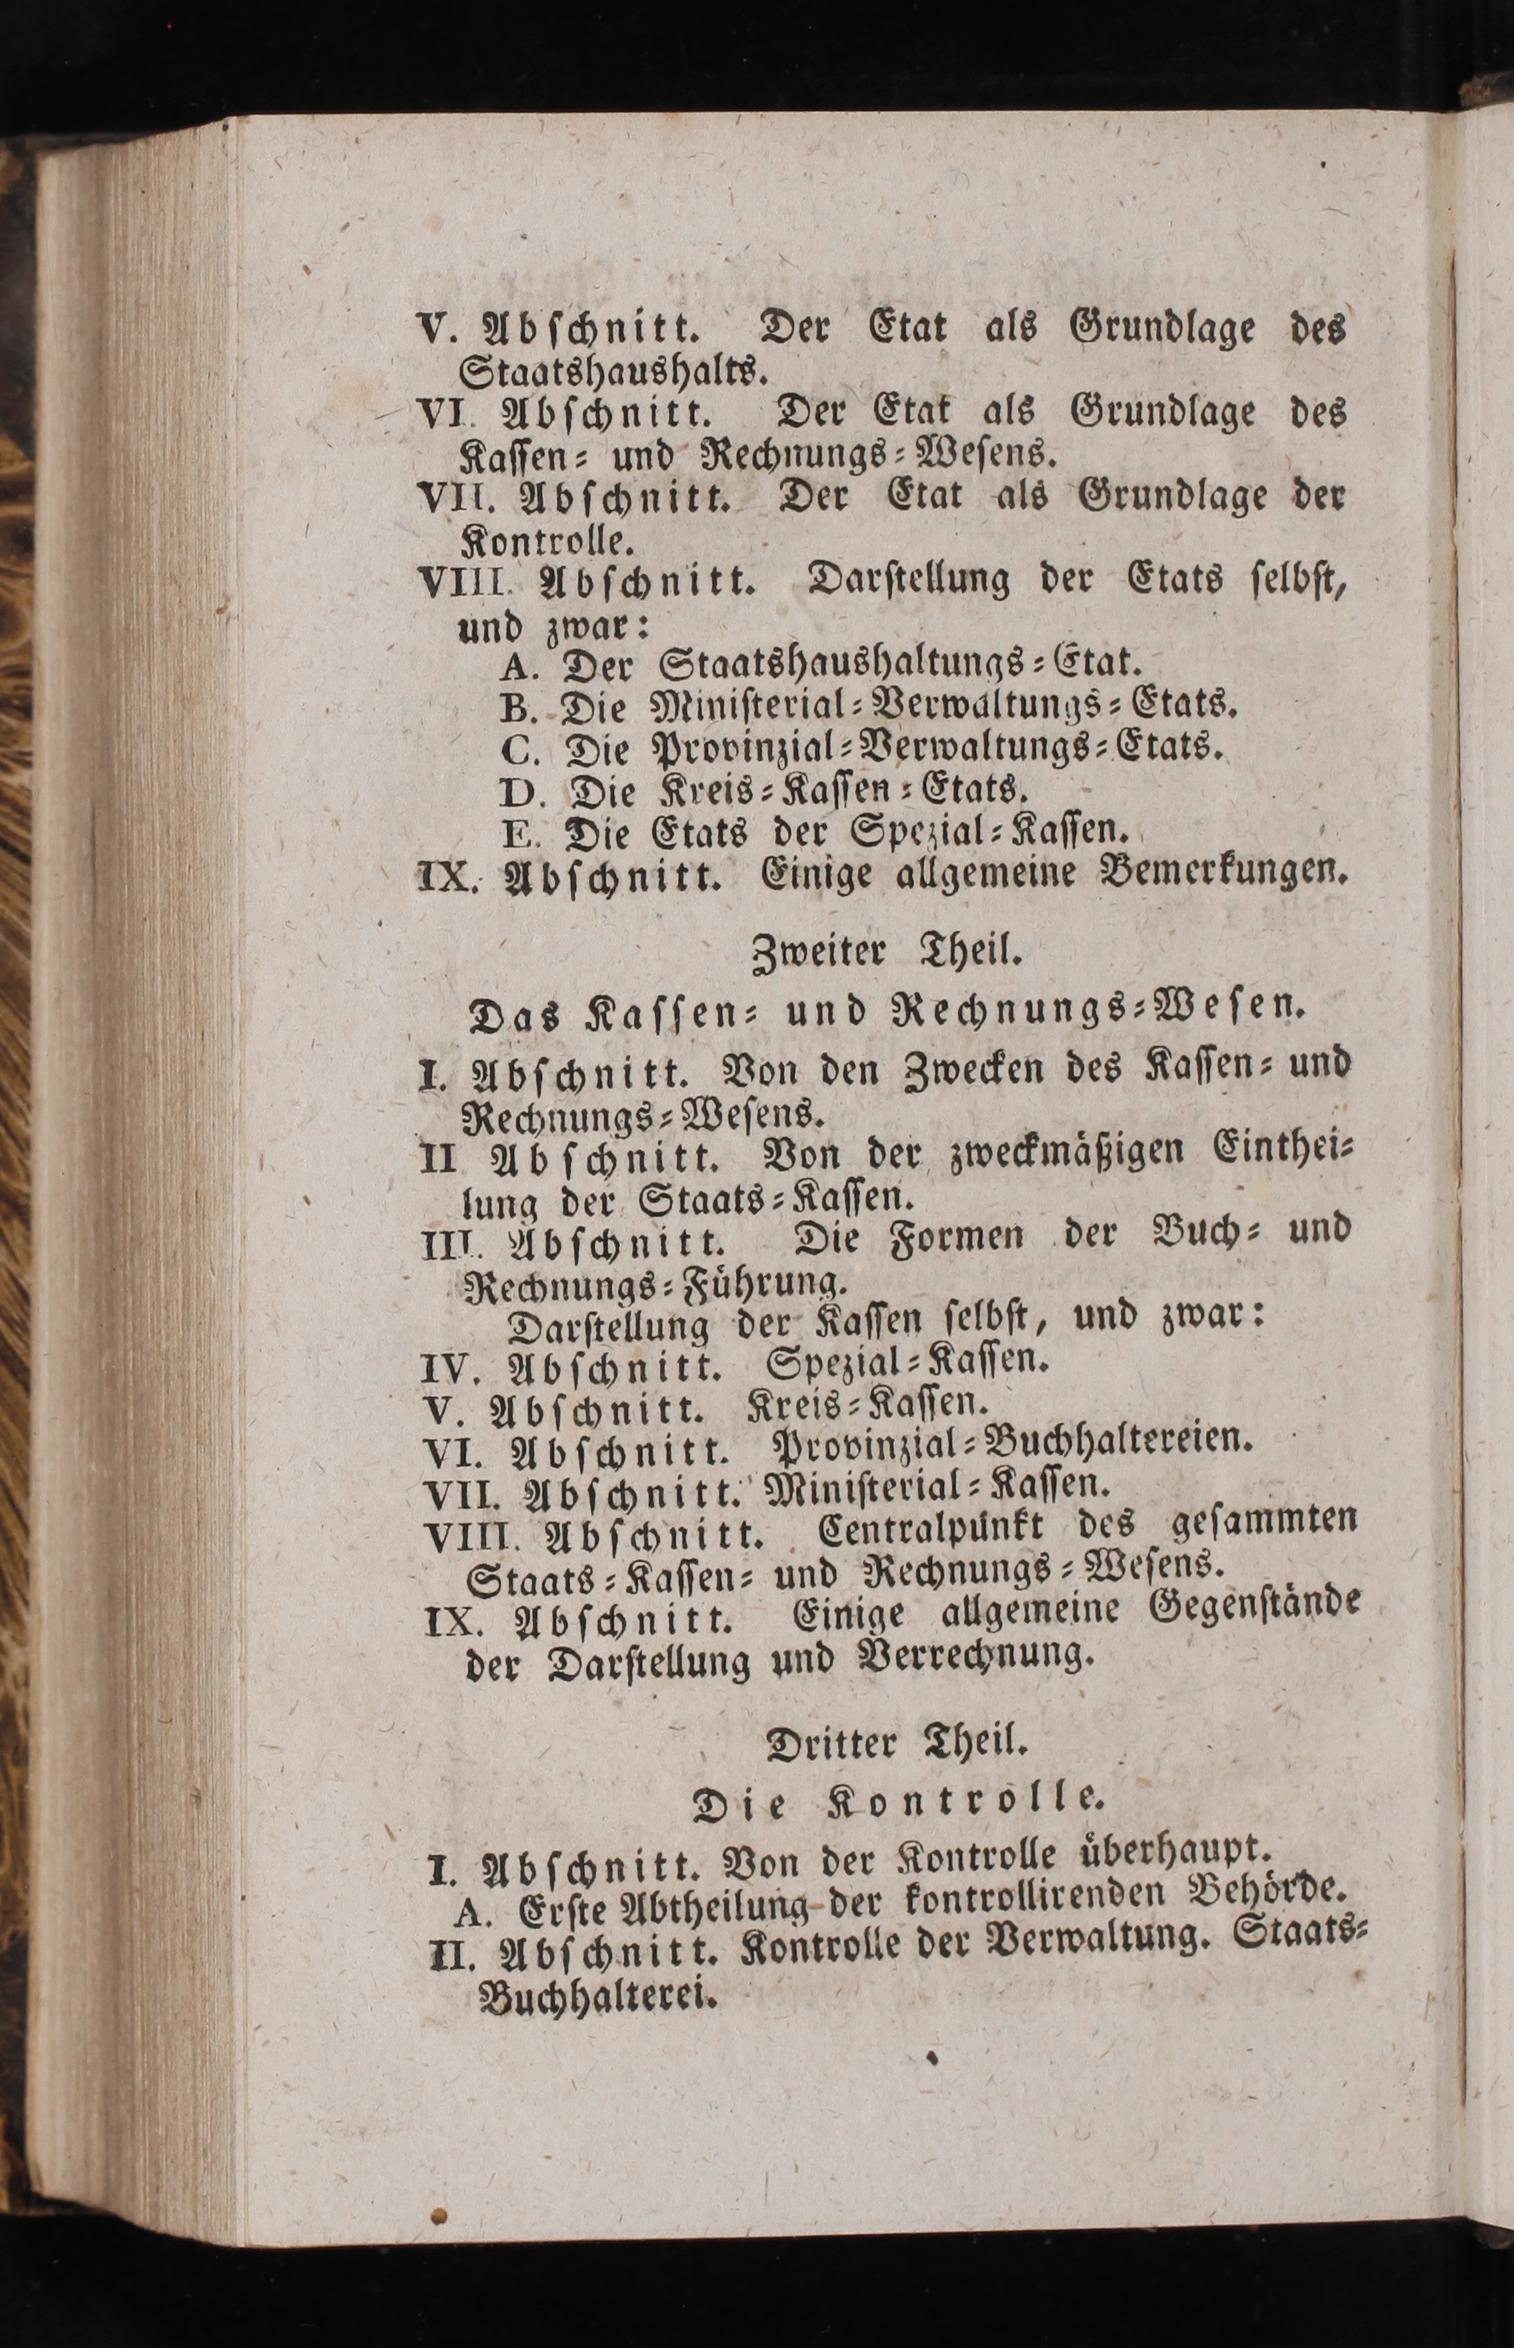 V. Abschnitt. Der Etat als Grundlage des
Staatshaushalts.
VI. Abschnitt. Der Etat als Grundlage des
Kassen- und Rechnungs-Wesens.
VII. Abschnitt. Der Etat als Grundlage der
Kontrolle.
VIII. Abschnitt. Darstellung der Etats selbst,
und zwar:
A. Der Staatshaushaltungs-Etat.
B. Die Ministerial-Verwaltungs-Etats.
C. Die Provinzial-Verwaltungs-Etats.
D. Die Kreis-Kassen-Etats.
E. Die Etats der Spezial-Kassen.
IX. Abschnitt. Einige allgemeine Bemerkungen.
Zweiter Theil.
Das Kassen- und Rechnungs-Wesen.
I. Abschnitt. Von den Zwecken des Kassen- und
Rechnungs-Wesens.
II Abschnitt. Von der zweckmäßigen Einthei-
lung der Staats-Kassen.
III. Abschnitt. Die Formen der Buch- und
Rechnungs-Führung.
Darstellung der Kassen selbst, und zwar:
IV. Abschnitt. Spezial-Kassen.
V. Abschnitt. Kreis-Kassen.
VI. Abschnitt. Provinzial-Buchhaltereien.
VII. Abschnitt. Ministerial-Kassen.
VIII. Abschnitt. Centralpunkt des gesammten
Staats-Kassen- und Rechnungs-Wesens.
IX. Abschnitt. Einige allgemeine Gegenstände
der Darstellung und Verrechnung.
Dritter Theil.
Die Kontrolle.
I. Abschnitt. Von der Kontrolle überhaupt.
A. Erste Abtheilung der kontrollirenden Behörde.
II. Abschnitt. Kontrolle der Verwaltung. Staats-
Buchhalterei.